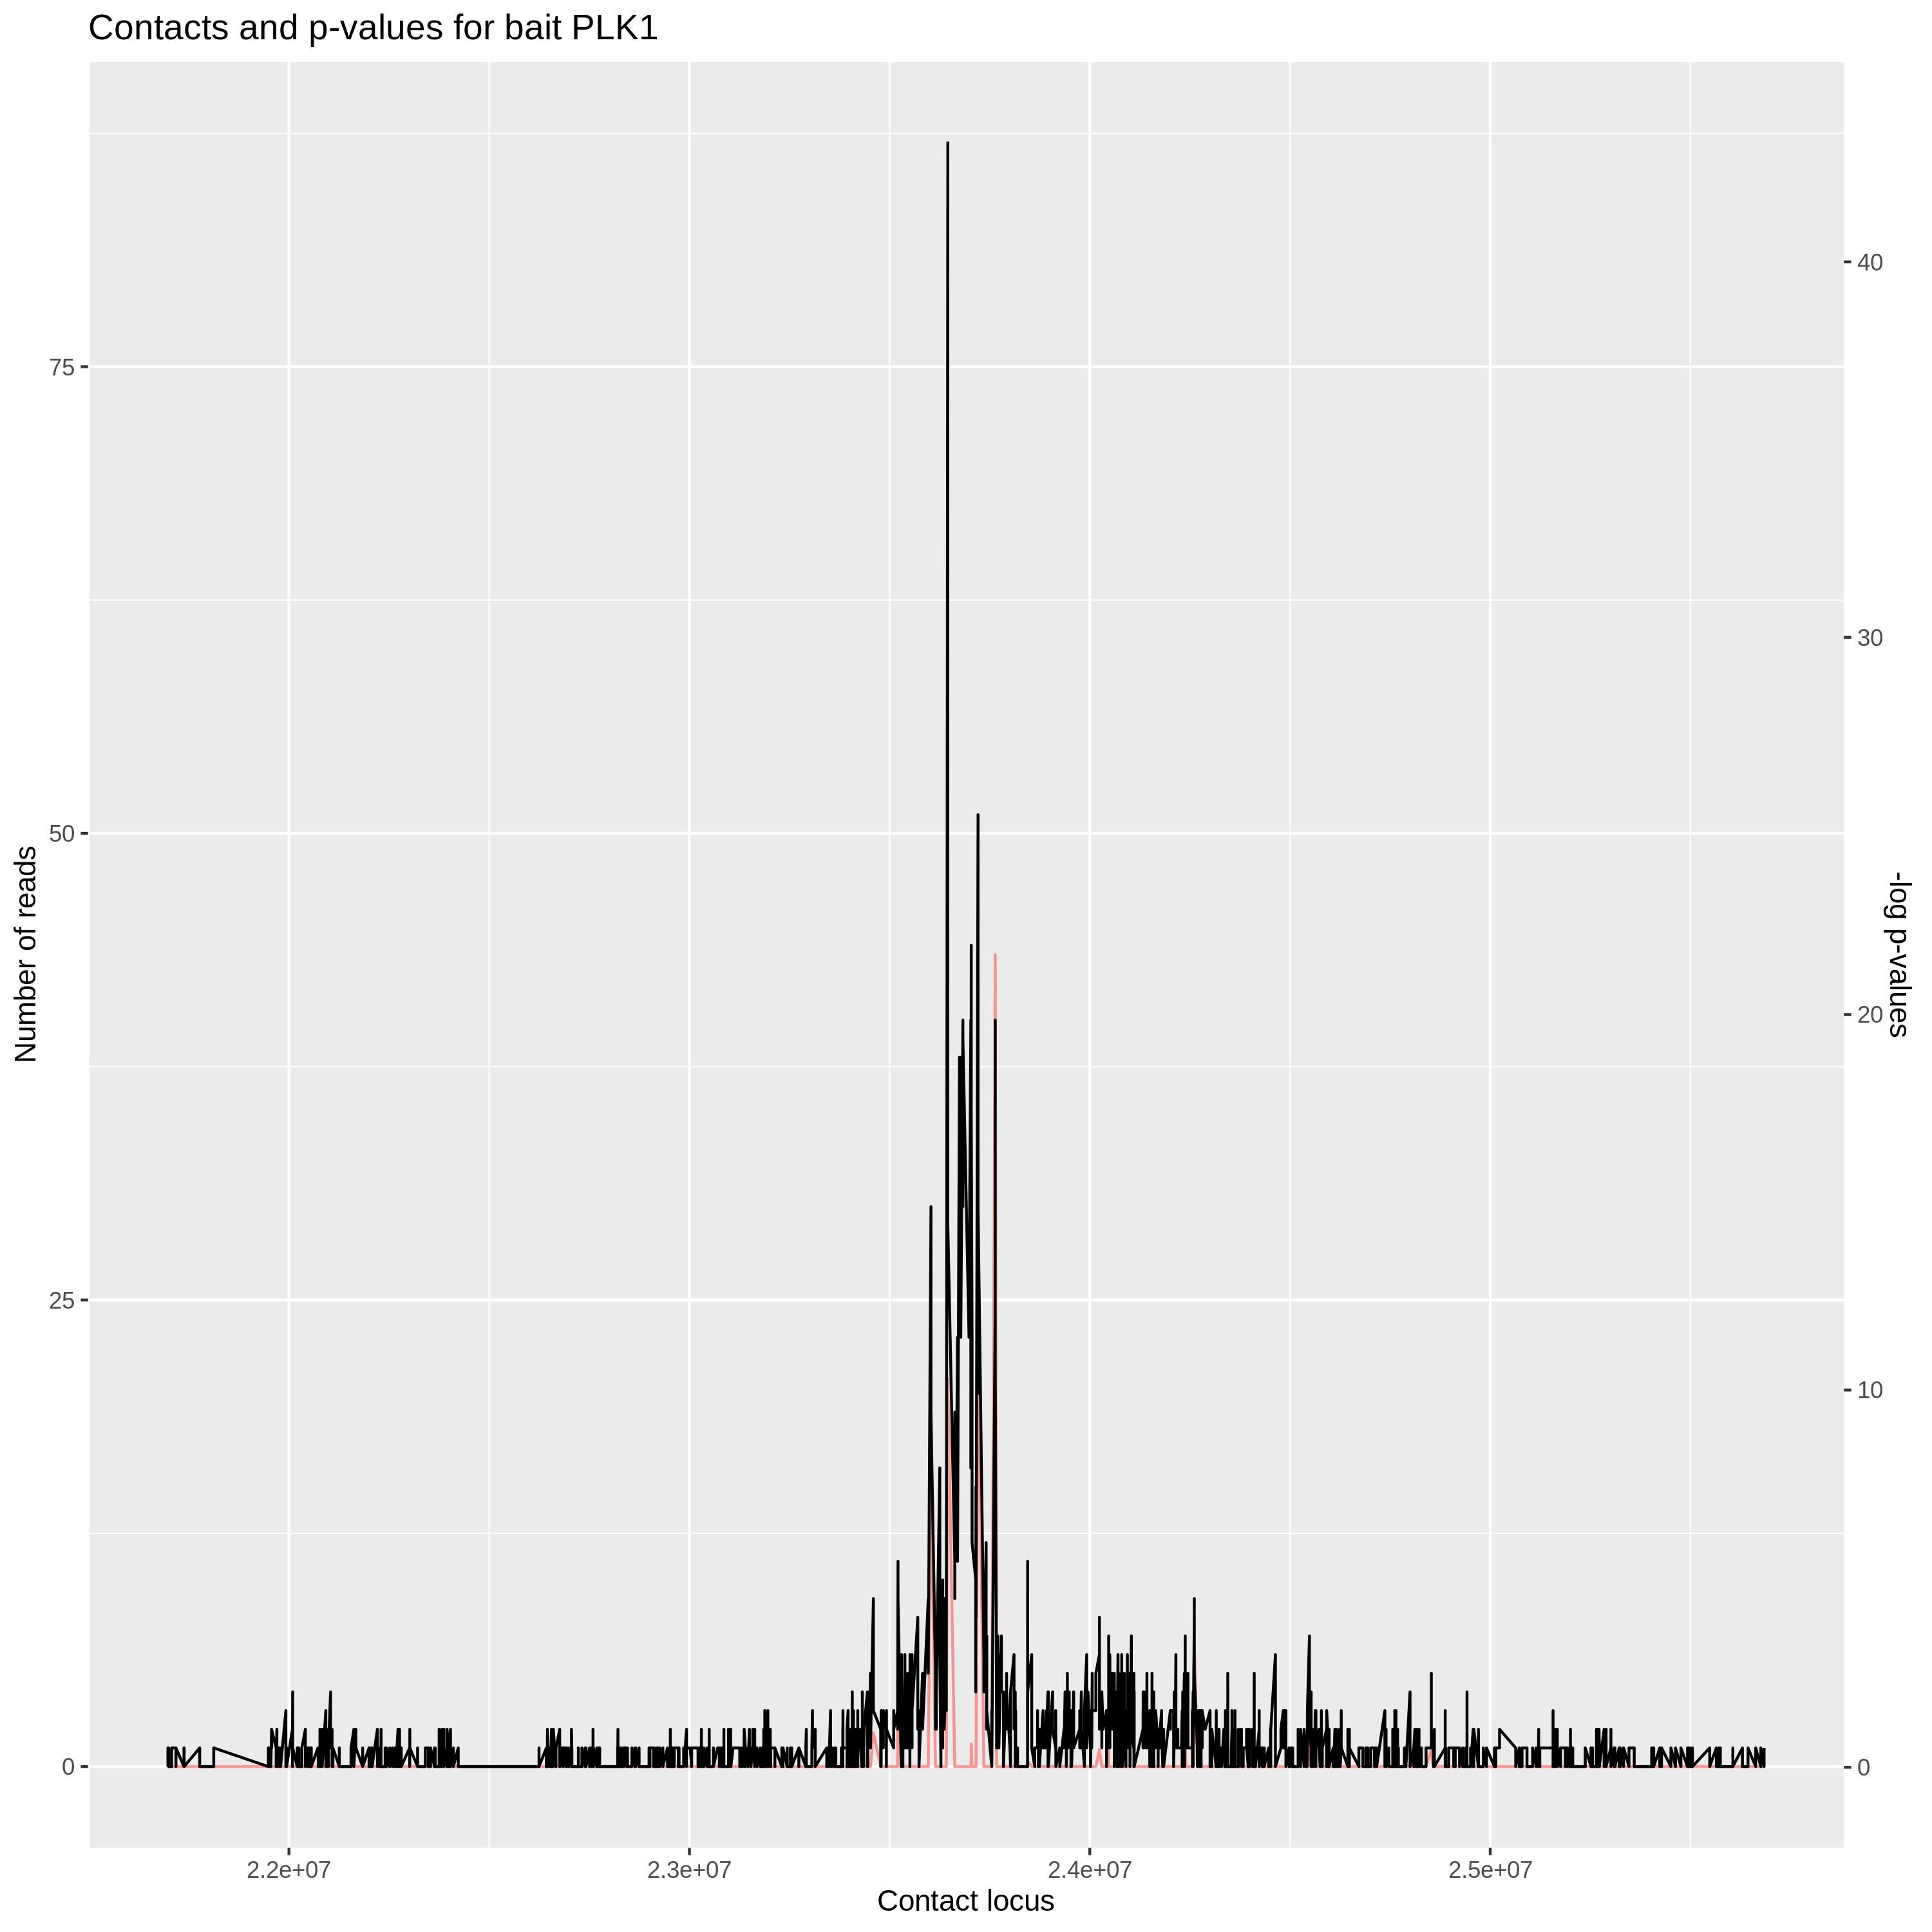 Contacts and p-values for bait PLK1
75
50
25
0
Number of reads
40
30
20
10
0
-log p-values
2.2e+07
2.3e+07
2.4e+07
2.5e+07
Contact locus